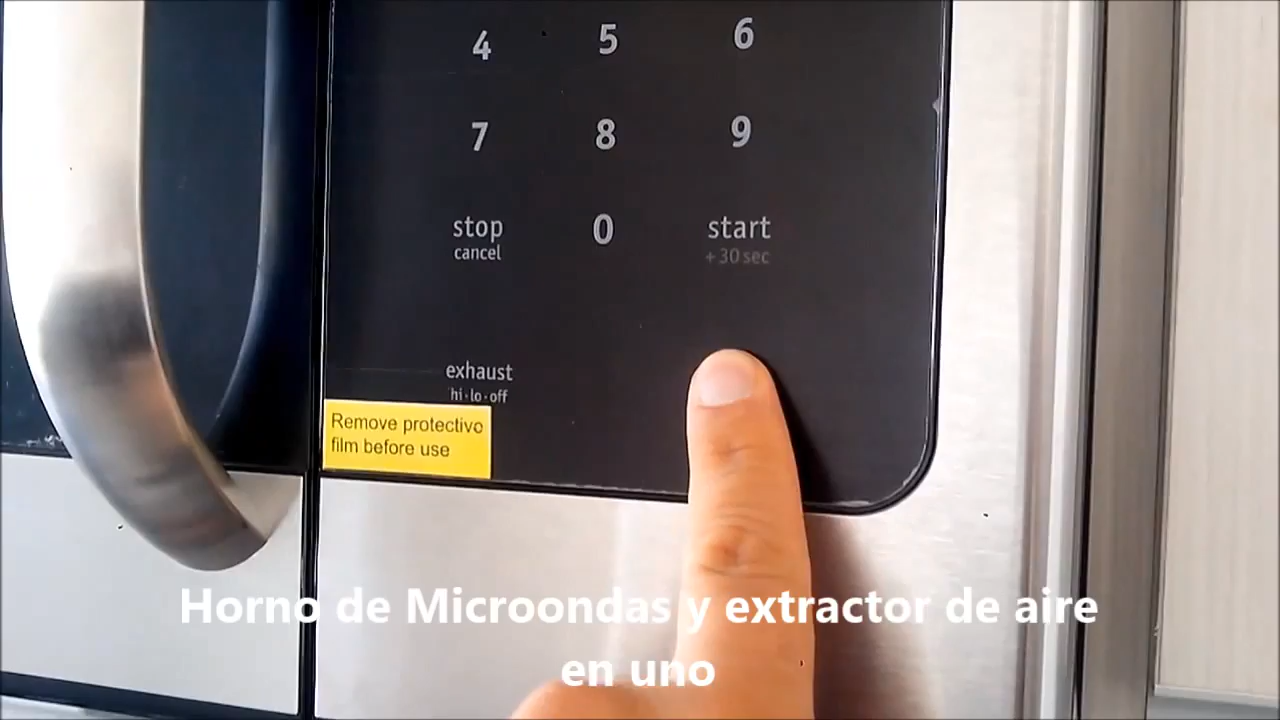 4 5 6
7 8 9
stop 0 start
cancel + 30 sec
exhaust
hi·lo·off
Remove protectivo
film before use
Horno de Microondas y extractor de aire
en uno